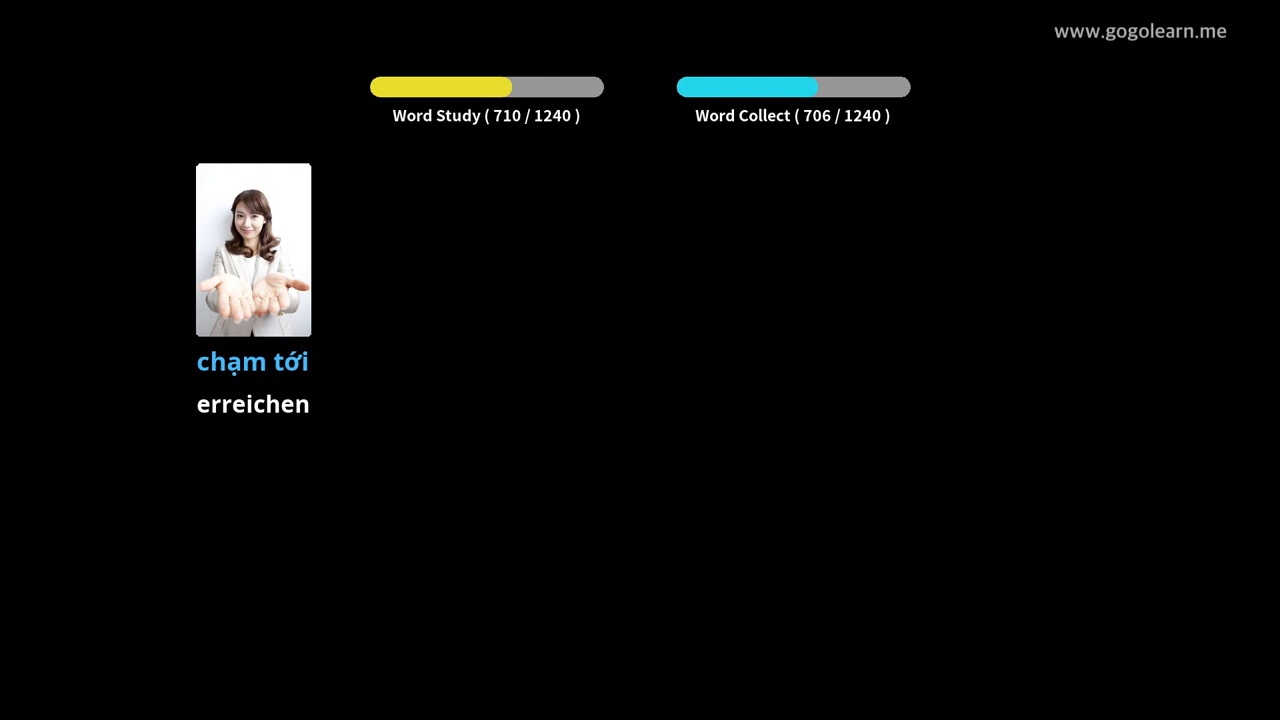 www.gogolearn.me
Word Study ( 710 / 1240 )
Word Collect ( 706 / 1240 )
chạm tới
erreichen